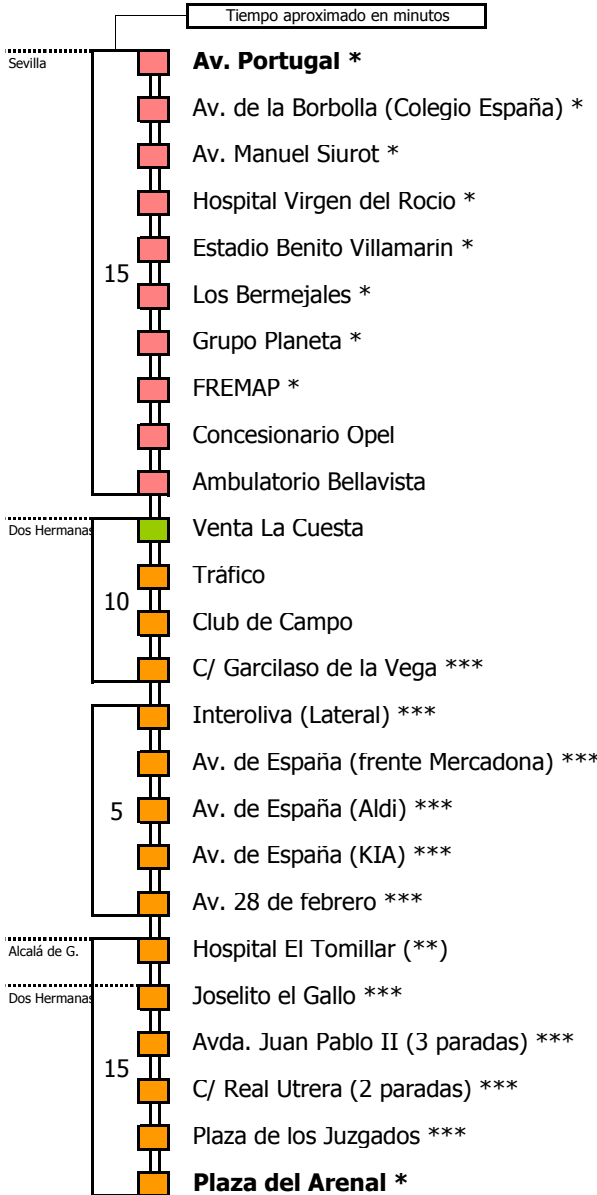 Tiempo aproximado en minutos
Sevilla
Av. Portugal *
Av. de la Borbolla (Colegio España) *
Av. Manuel Siurot *
Hospital Virgen del Rocio *
Estadio Benito Villamarin *
15
Los Bermejales *
Grupo Planeta *
FREMAP *
Concesionario Opel
Ambulatorio Bellavista
Dos Hermanas
Venta La Cuesta
Tráfico
10
Club de Campo
C/ Garcilaso de la Vega ***
Interoliva (Lateral) ***
Av. de España (frente Mercadona) ***
5
Av. de España (Aldi) ***
Av. de España (KIA) ***
Av. 28 de febrero ***
Alcalá de G.
Hospital El Tomillar (**)
Dos Hermanas
Joselito el Gallo ***
Avda. Juan Pablo II (3 paradas) ***
15
C/ Real Utrera (2 paradas) ***
Plaza de los Juzgados ***
Plaza del Arenal *